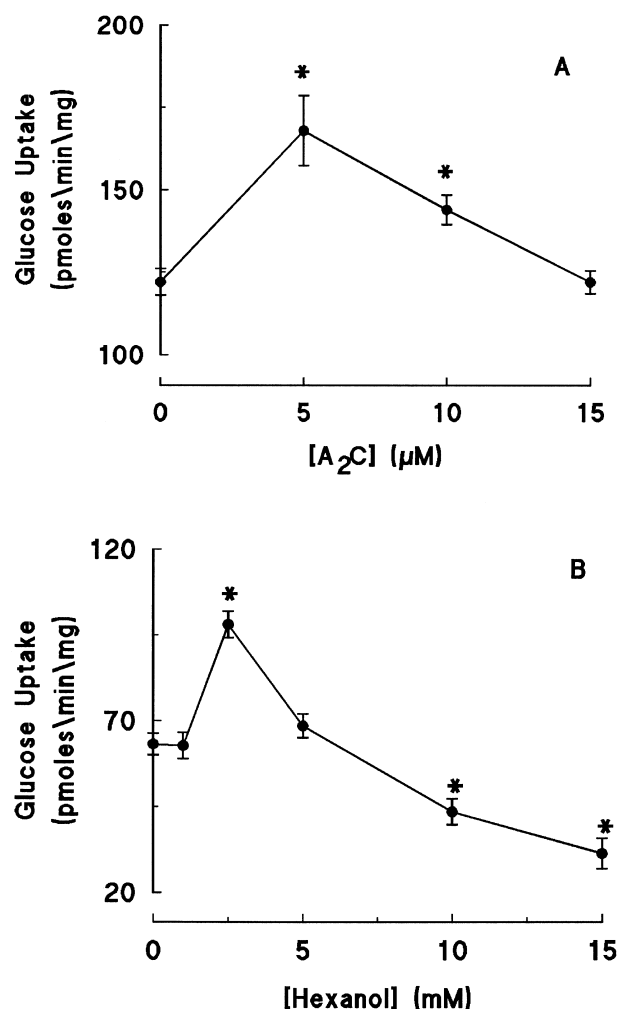 200
A
*
*
150
100
Glucose Uptake
(pmoles\min\mg)
0 5 10 15
[A2C] (µM)
120
B
*
70
*
*
20
Glucose Uptake
(pmoles\min\mg)
0 5 10 15
[Hexanol] (mM)